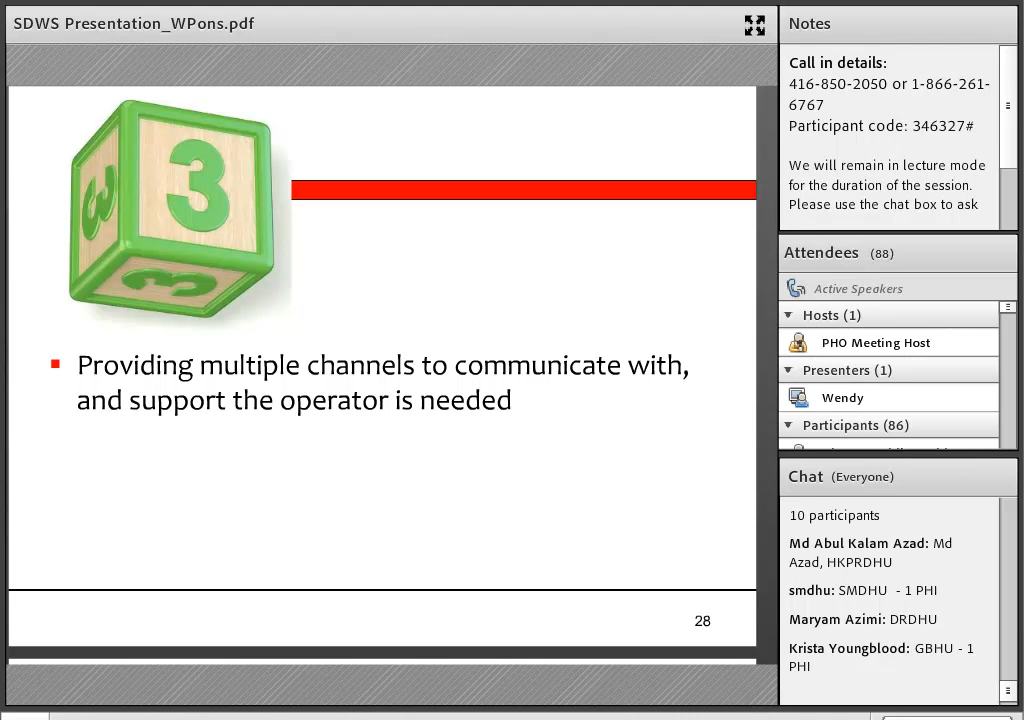 SDWS Presentation_WPons.pdf
3
3
3
Providing multiple channels to communicate with,
and support the operator is needed
28
Notes
Call in details:
416-850-2050 or 1-866-261-
6767
Participant code: 346327#
We will remain in lecture mode
for the duration of the session.
Please use the chat box to ask
Attendees (88)
Active Speakers
Hosts (1)
PHO Meeting Host
Presenters (1)
Wendy
Participants (86)
Chat (Everyone)
10 participants
Md Abul Kalam Azad: Md
Azad, HKPRDHU
smdhu: SMDHU - 1 PHI
Maryam Azimi: DRDHU
Krista Youngblood: GBHU - 1
PHI